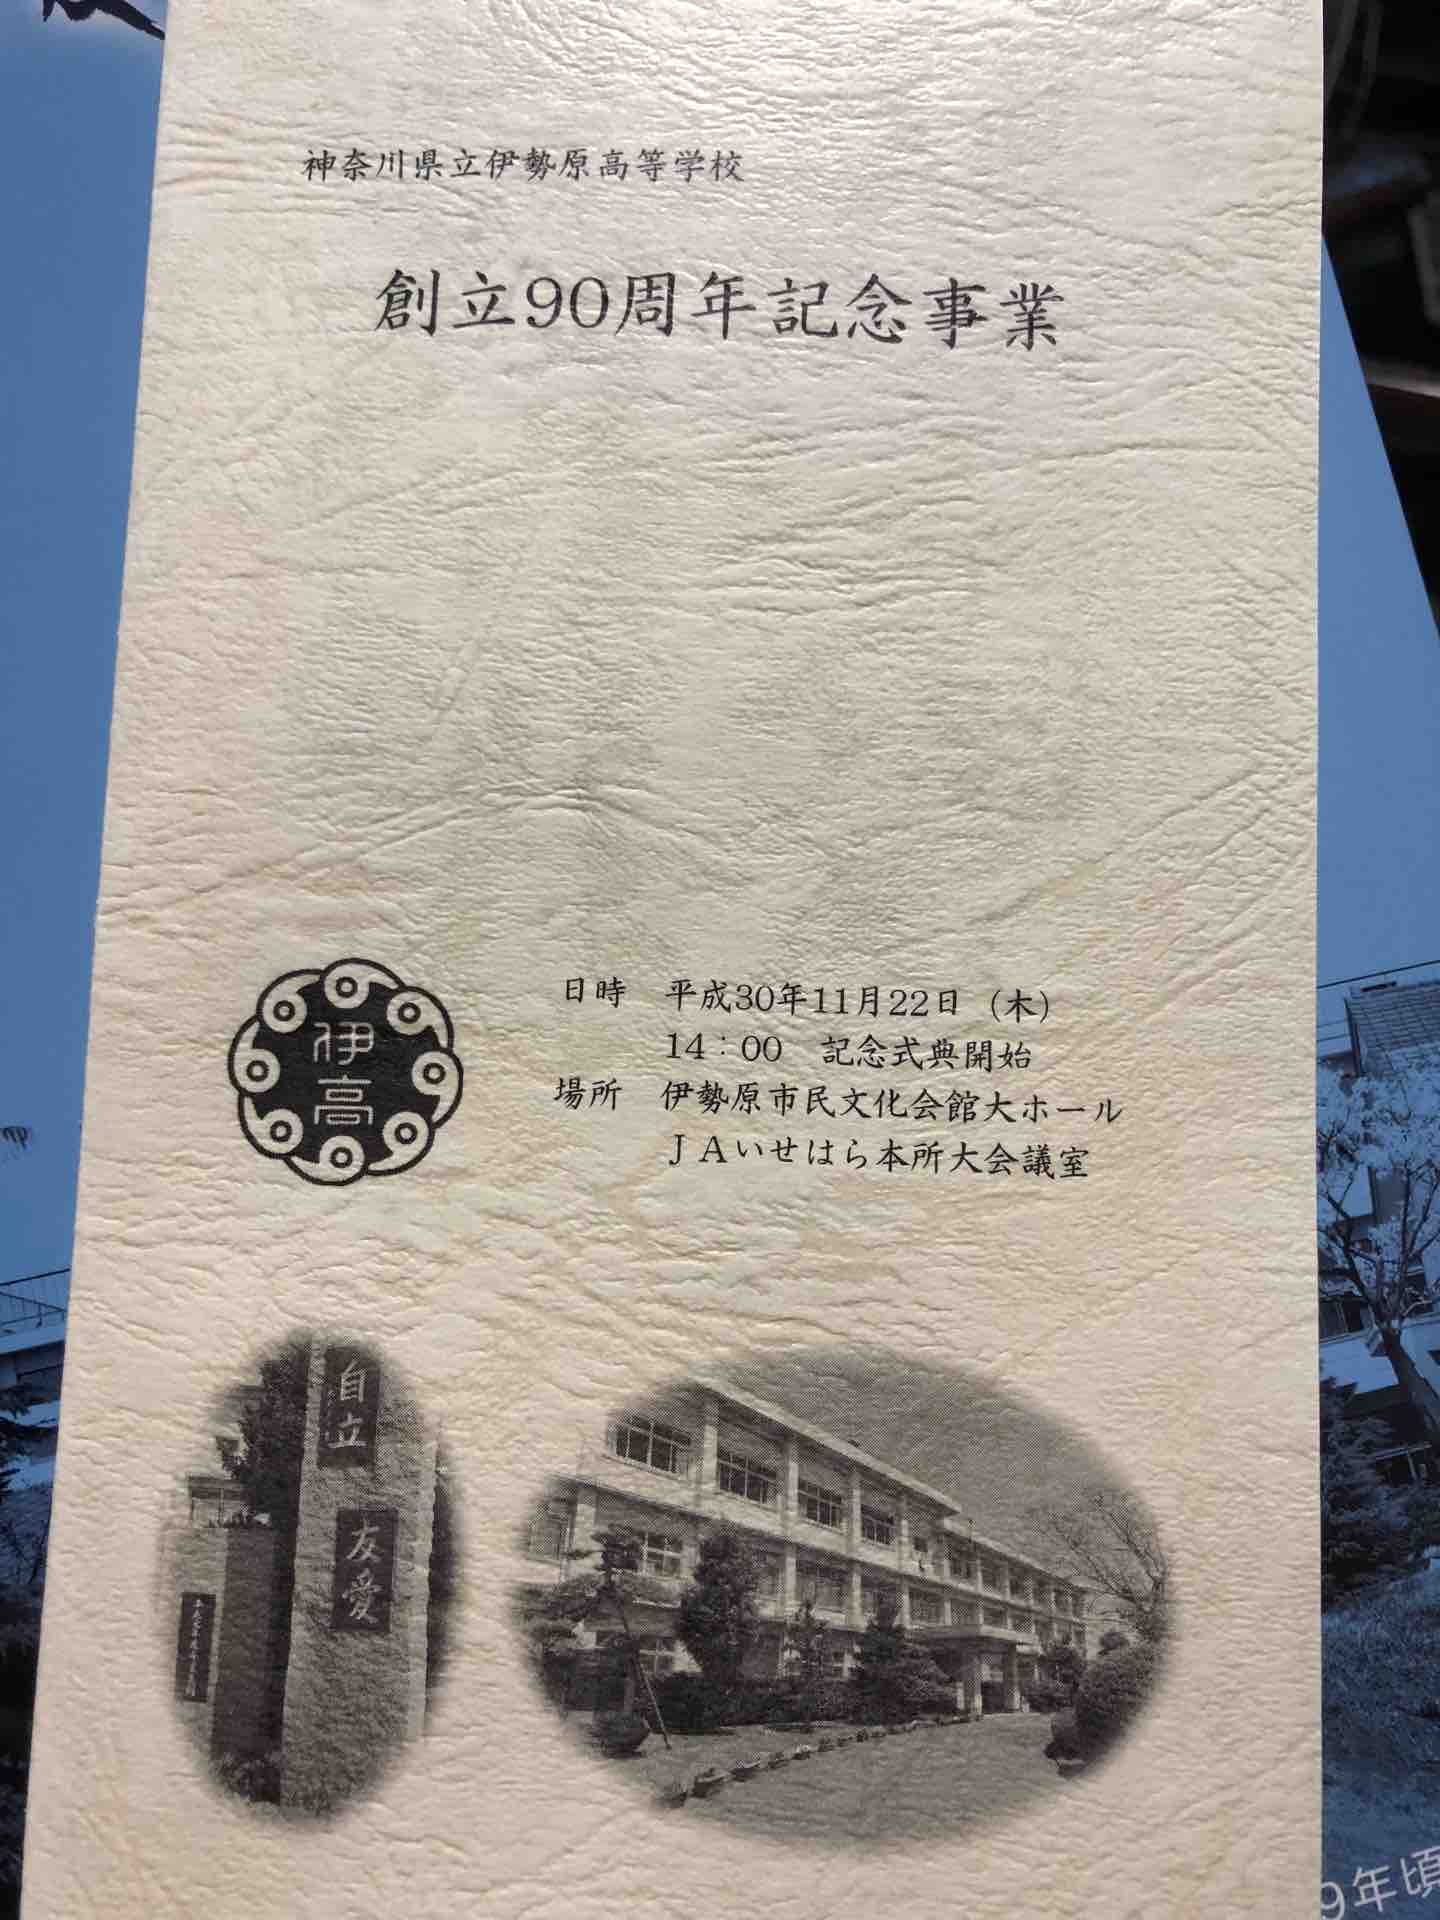 神奈川県立伊勢原高等学校
創立90周年記念事業
伊高
日時 平成30年11月22日（木）
14：00 記念式典開始
場所 伊勢原市民文化会館大ホール
ＪＡいせはら本所大会議室
自立
友愛
9年頃